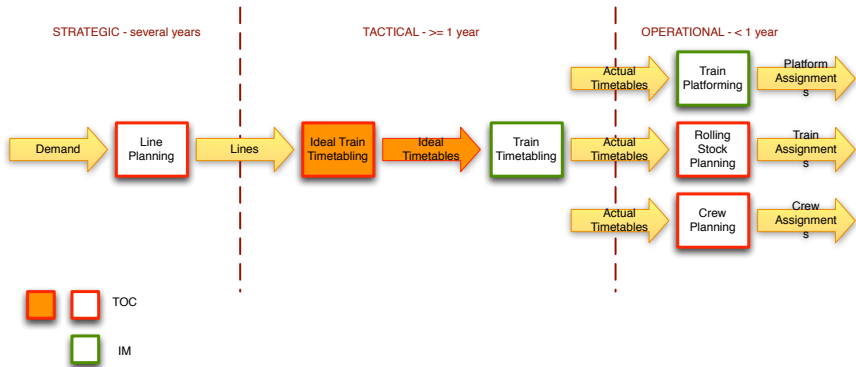 STRATEGIC - several years
TACTICAL - >= 1 year
OPERATIONAL - < 1 year
Actual
Timetables
Train
Platforming
Platform
Assignment
s
Demand
Line
Planning
Lines
Ideal Train
Timetabling
Ideal
Timetables
Train
Timetabling
Actual
Timetables
Rolling
Stock
Planning
Train
Assignment
s
Actual
Timetables
Crew
Planning
Crew
Assignment
s
TOC
IM